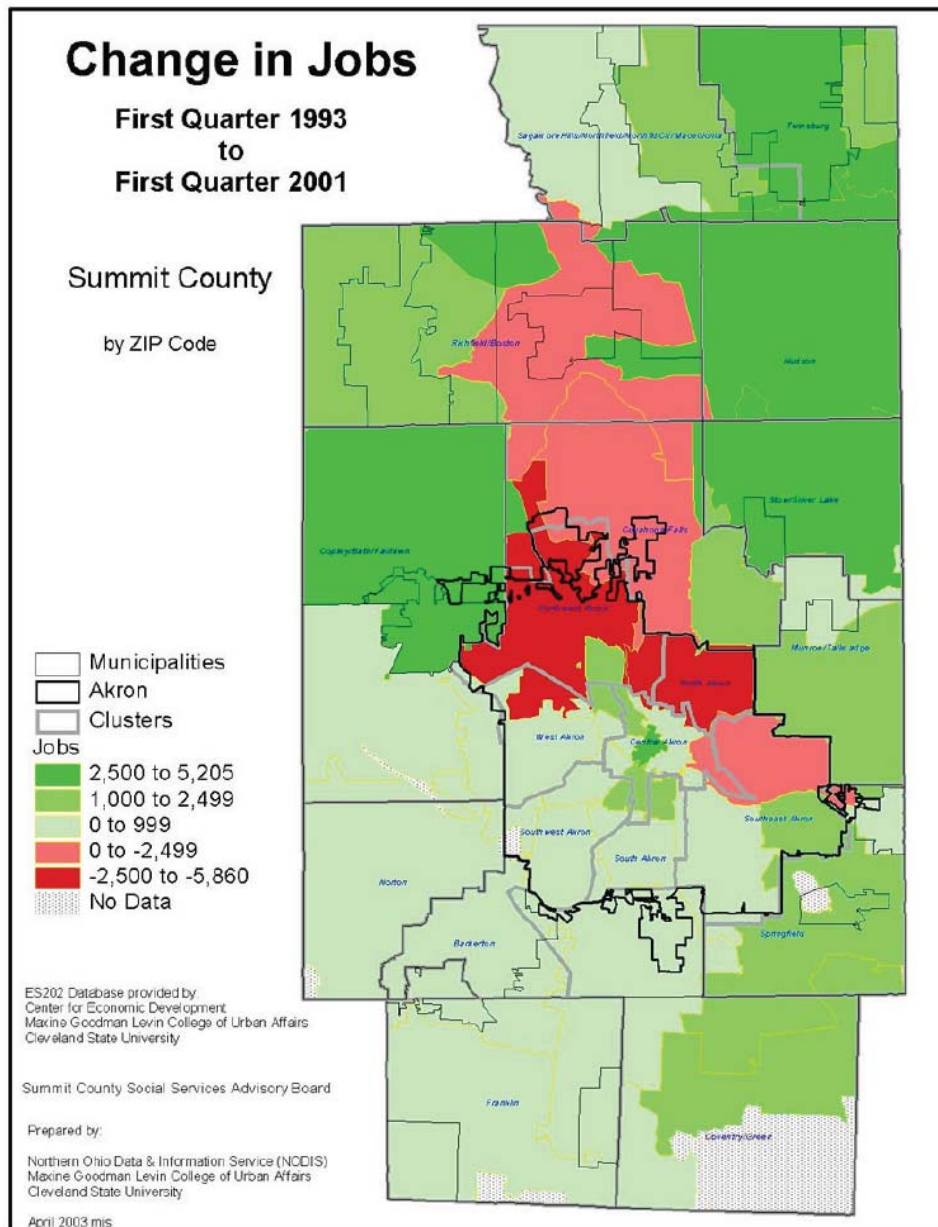 Change in Jobs
First Quarter 1993
to
First Quarter 2001
Summit County
by ZIP Code
Twinsburg
Richfield/Boston
Hudson
Stow/Silver Lake
Cuyahoga Falls
Copley/Bath/Fairlawn
Northwest Akron
Munroe/Tallmadge
North Akron
West Akron
Central Akron
Southwest Akron
Southeast Akron
South Akron
Norton
Springfield
Barberton
Franklin
Coventry/Green
Municipalities
Akron
Clusters
Jobs
2,500 to 5,205
1,000 to 2,499
0 to 999
0 to -2,499
-2,500 to -5,860
No Data
ES202 Database provided by:
Center for Economic Development
Maxine Goodman Levin College of Urban Affairs
Cleveland State University
Summit County Social Services Advisory Board
Prepared by:
Northern Ohio Data & Information Service (NODIS)
Maxine Goodman Levin College of Urban Affairs
Cleveland State University
April 2003 mjs